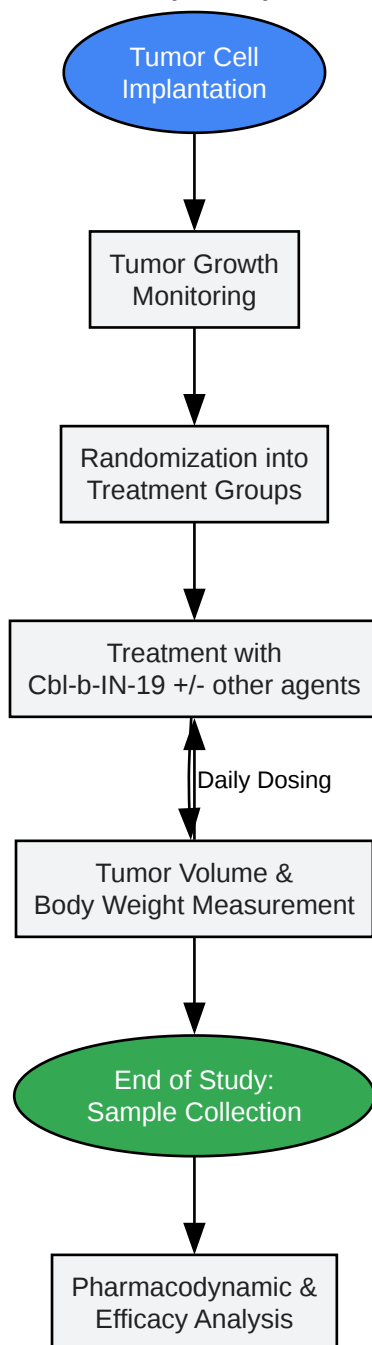 Tumor Cell
Implantation
Tumor Growth
Monitoring
Randomization into
Treatment Groups
Treatment with
Cbl-b-IN-19 +/- other agents
Daily Dosing
Tumor Volume &
Body Weight Measurement
End of Study:
Sample Collection
Pharmacodynamic &
Efficacy Analysis